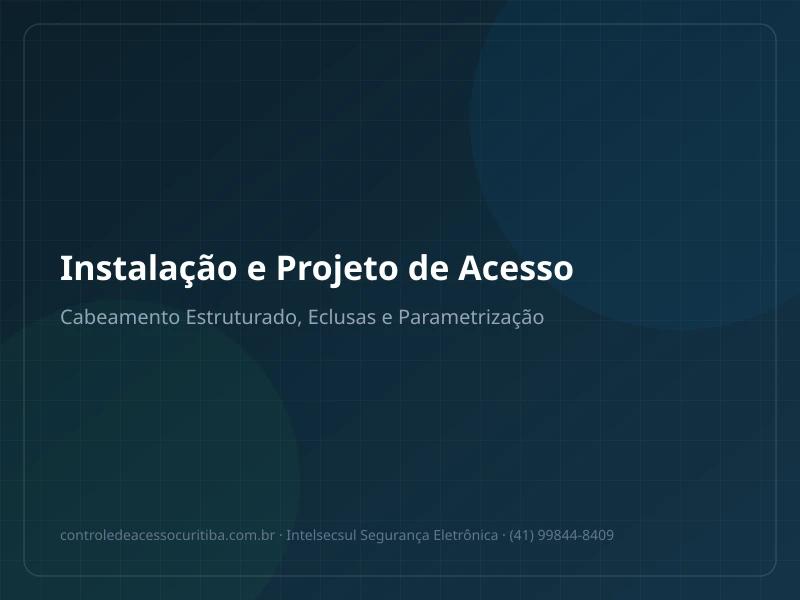 Instalação e Projeto de Acesso
Cabeamento Estruturado, Eclusas e Parametrização
controledeacessocuritiba.com.br · Intelsecsul Segurança Eletrônica · (41) 99844-8409